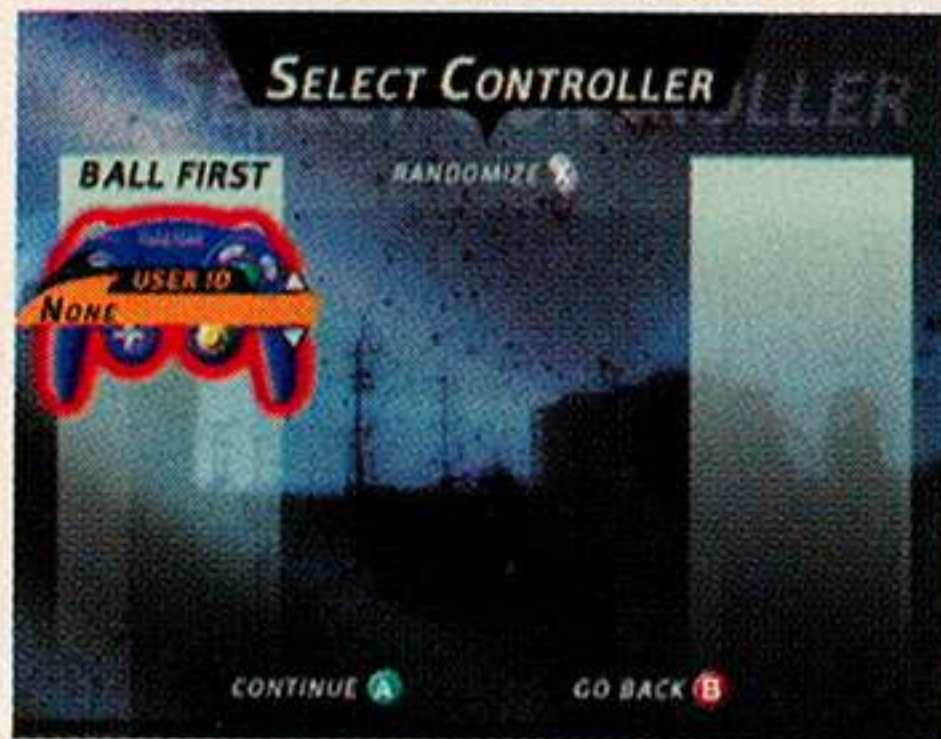 SELECT CONTROLLER
RANDOMIZE X
BALL FIRST
USER ID
NONE
CONTINUE A
GO BACK B